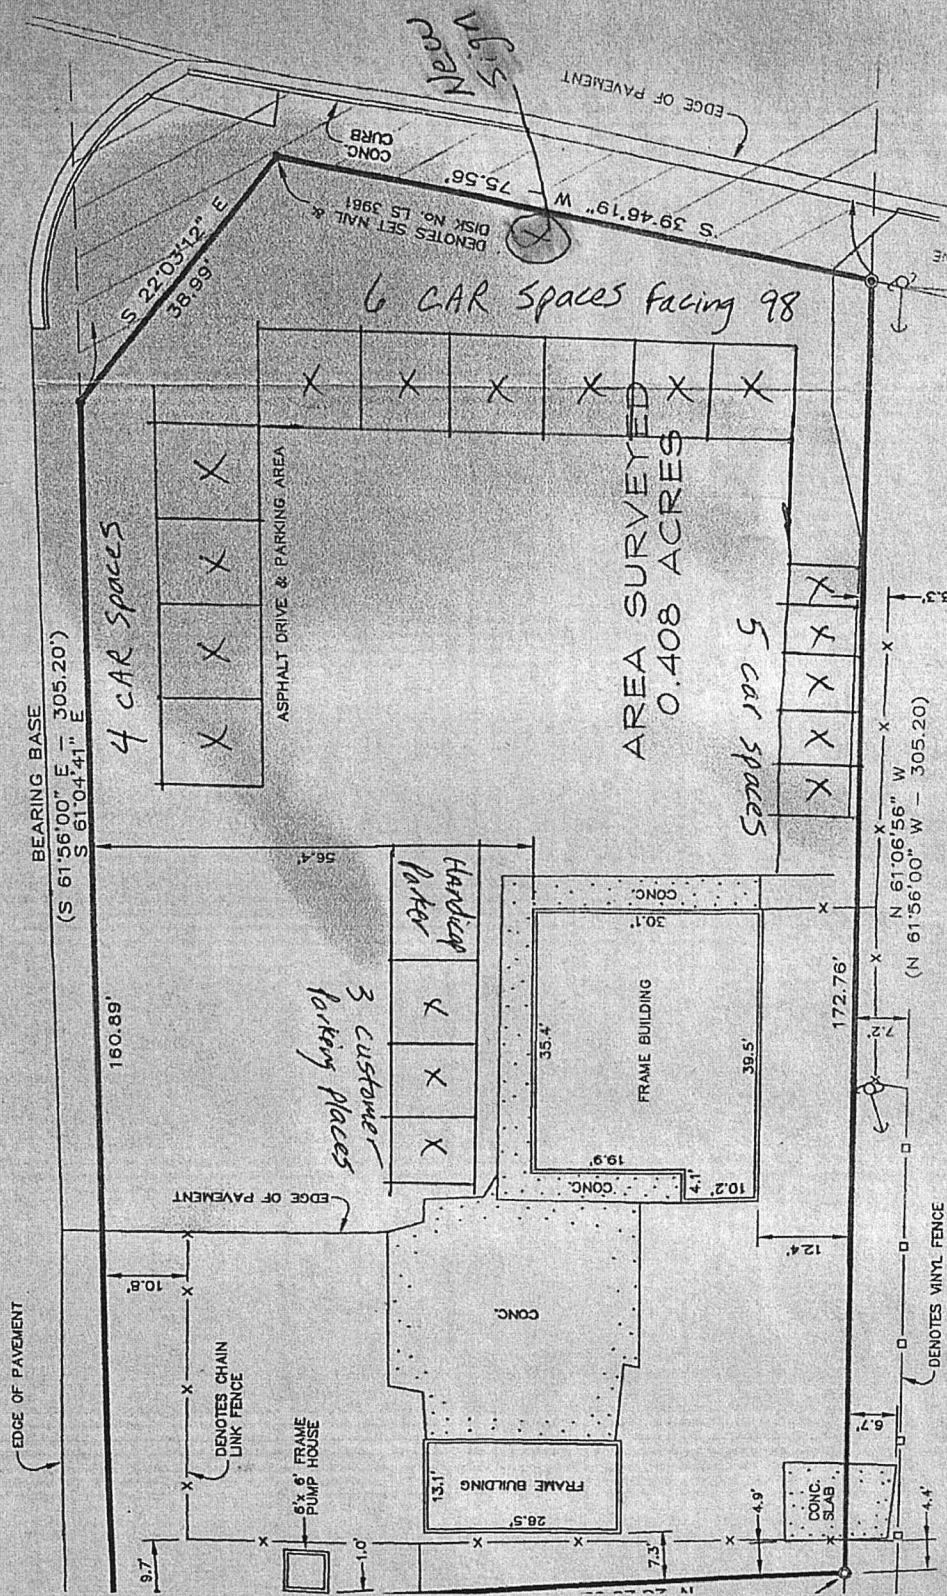 New
Sign
EDGE OF PAVEMENT
CONC.
CURB
S 39°46'19" W - 75.56'
DENOTES SET NAIL &
DISK No. LS 3981
S 22°03'12" E
38.99'
6 CAR Spaces facing 98
X X X X X X
4 CAR Spaces
X X X X
ASPHALT DRIVE & PARKING AREA
AREA SURVEYED
0.408 ACRES
5 car spaces
X X X X X
BEARING BASE
(S 61°56'00" E - 305.20')
S 61°04'41" E
160.89'
56.4'
Handicap
Parker
3 customer
Parking Places
X X X
CONC.
30.1'
35.4'
FRAME BUILDING
39.5'
19.9'
4.1'
10.2'
CONC.
172.76'
N 61°06'56" W
(N 61°56'00" W - 305.20)
7.2'
12.4'
EDGE OF PAVEMENT
CONC.
10.8'
EDGE OF PAVEMENT
DENOTES CHAIN
LINK FENCE
6'x 6' FRAME
PUMP HOUSE
13.1'
FRAME BUILDING
28.5'
9.7'
1.0'
7.3'
4.9'
CONC.
SLAB
6.7'
4.4'
DENOTES VINYL FENCE